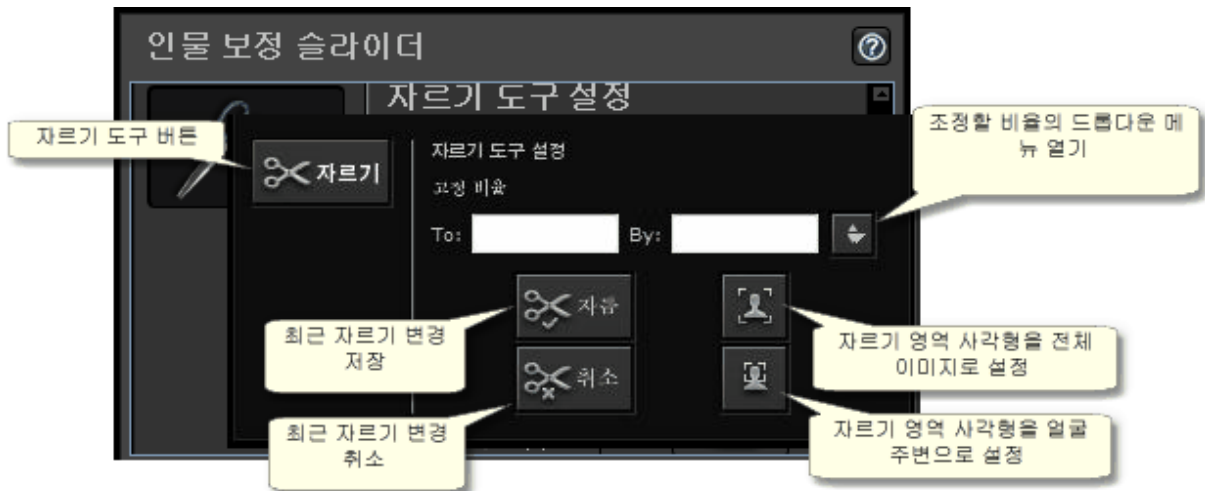 인물 보정 슬라이더
자르기 도구 설정
자르기 도구 버튼
자르기
자르기 도구 설정
고정 비율
To:
By:
조정할 비율의 드롭다운 메
뉴 열기
자름
취소
최근 자르기 변경
저장
최근 자르기 변경
취소
자르기 영역 사각형을 전체
이미지로 설정
자르기 영역 사각형을 얼굴
주변으로 설정